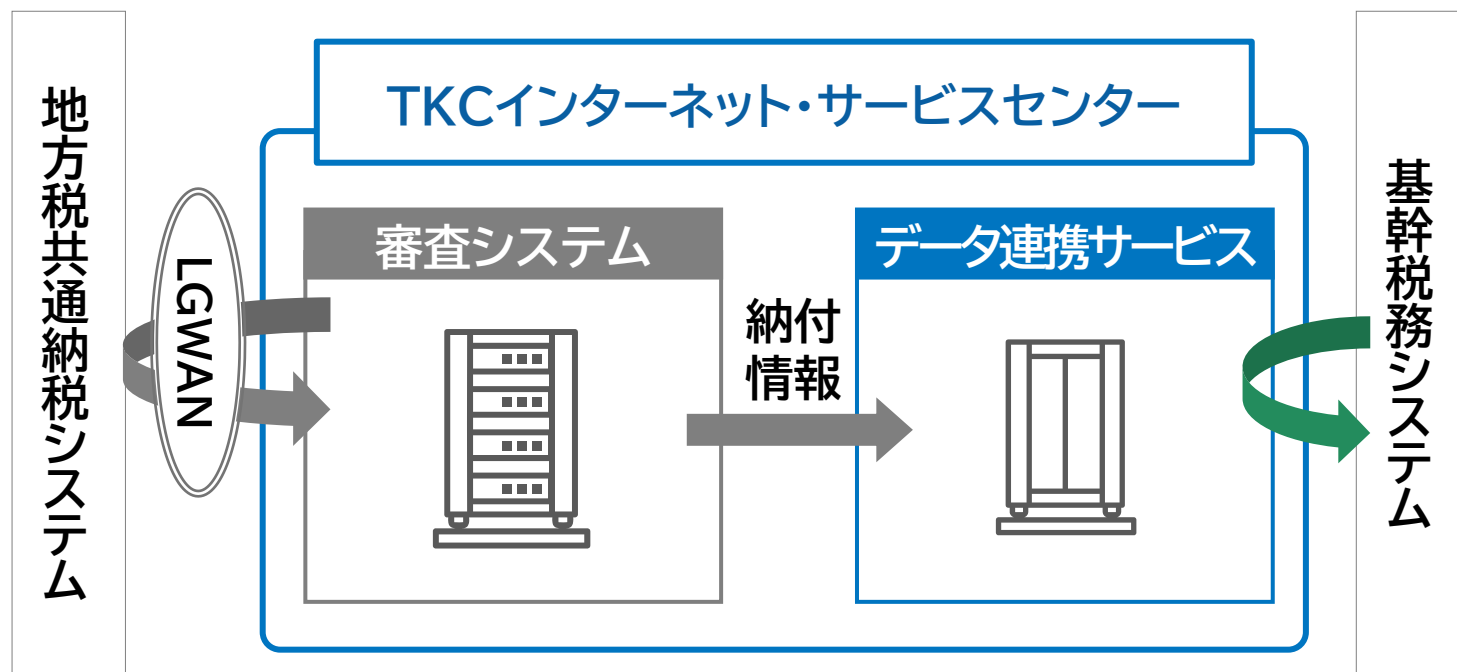 地方税共通納税システム
LGWAN
TKCインターネット・サービスセンター
審査システム
納付
情報
データ連携サービス
基幹税務システム